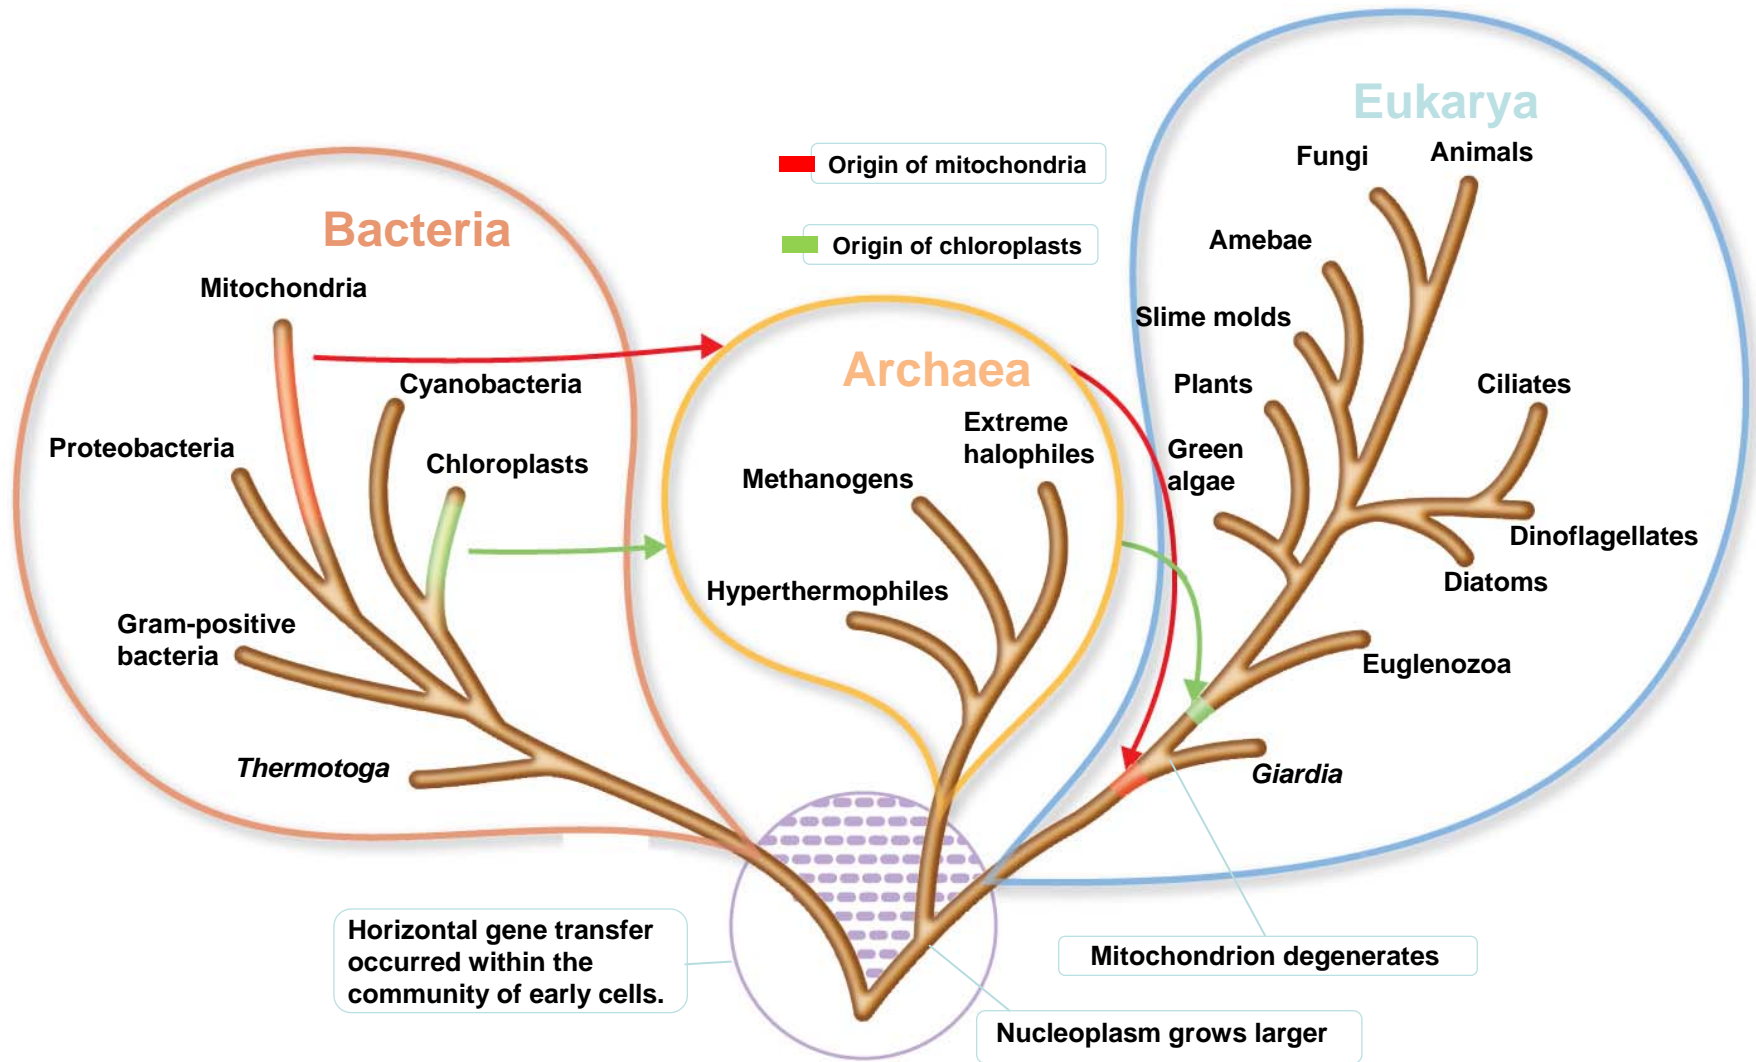 Eukarya
Fungi
Animals
Origin of mitochondria
Bacteria
Amebae
Origin of chloroplasts
Mitochondria
Slime molds
Archaea
Cyanobacteria
Plants
Ciliates
Proteobacteria
Chloroplasts
Extreme
halophiles
Green
algae
Methanogens
Dinoflagellates
Hyperthermophiles
Diatoms
Gram-positive
bacteria
Euglenozoa
Thermotoga
Giardia
Horizontal gene transfer
occurred within the
community of early cells.
Mitochondrion degenerates
Nucleoplasm grows larger